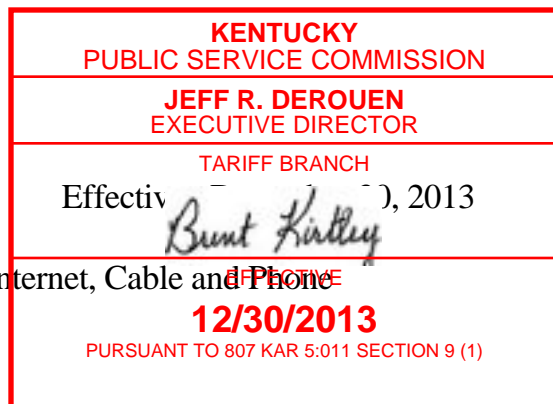 KENTUCKY
PUBLIC SERVICE COMMISSION
JEFF R. DEROUEN
EXECUTIVE DIRECTOR
TARIFF BRANCH
Effectiv 2013
Brent Kirtley
nternet, Cable and Phone
EFFECTIVE
12/30/2013
PURSUANT TO 807 KAR 5:011 SECTION 9 (1)